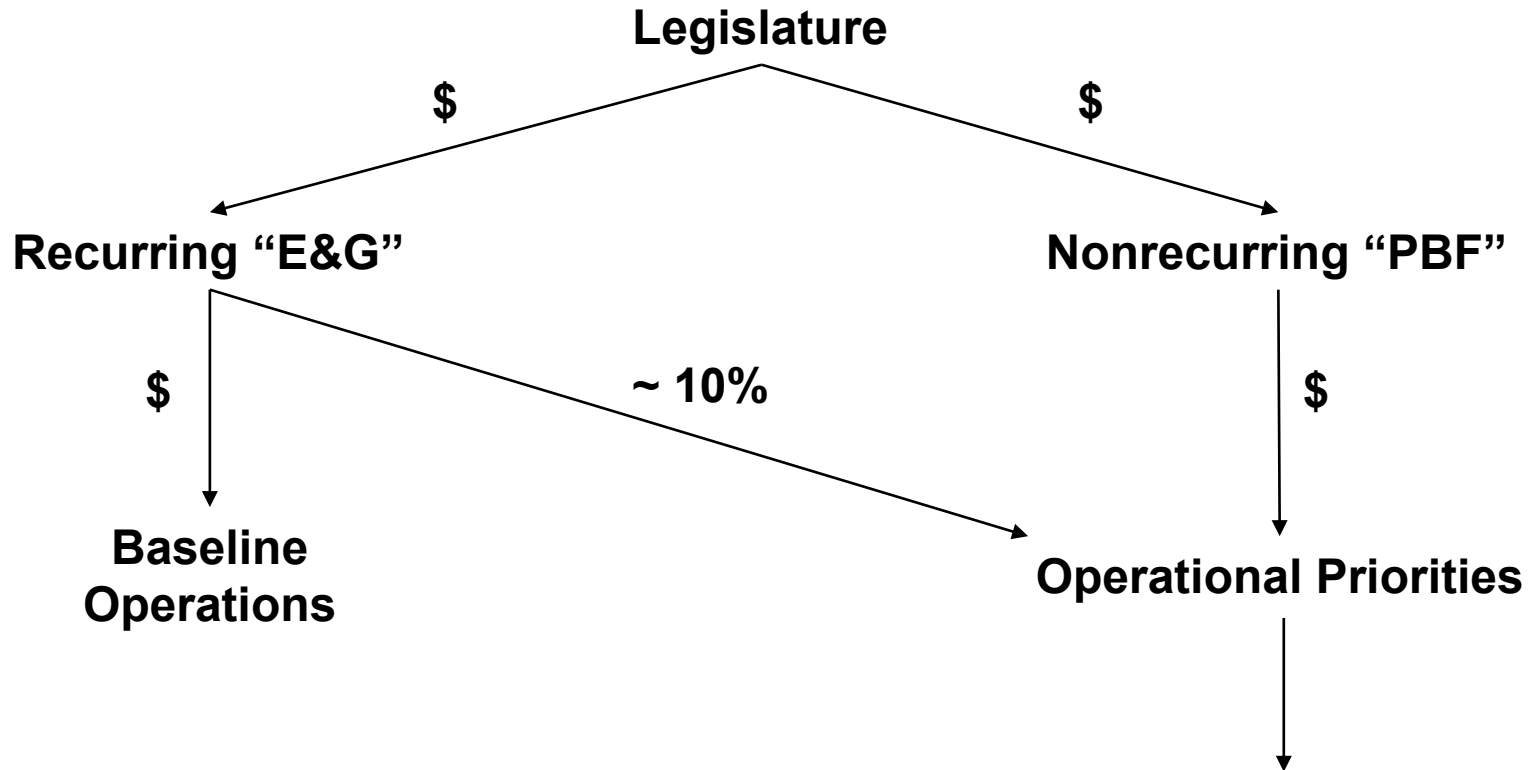 Legislature
$
$
Recurring “E&G”
Nonrecurring “PBF”
$
~ 10%
$
Baseline
Operations
Operational Priorities